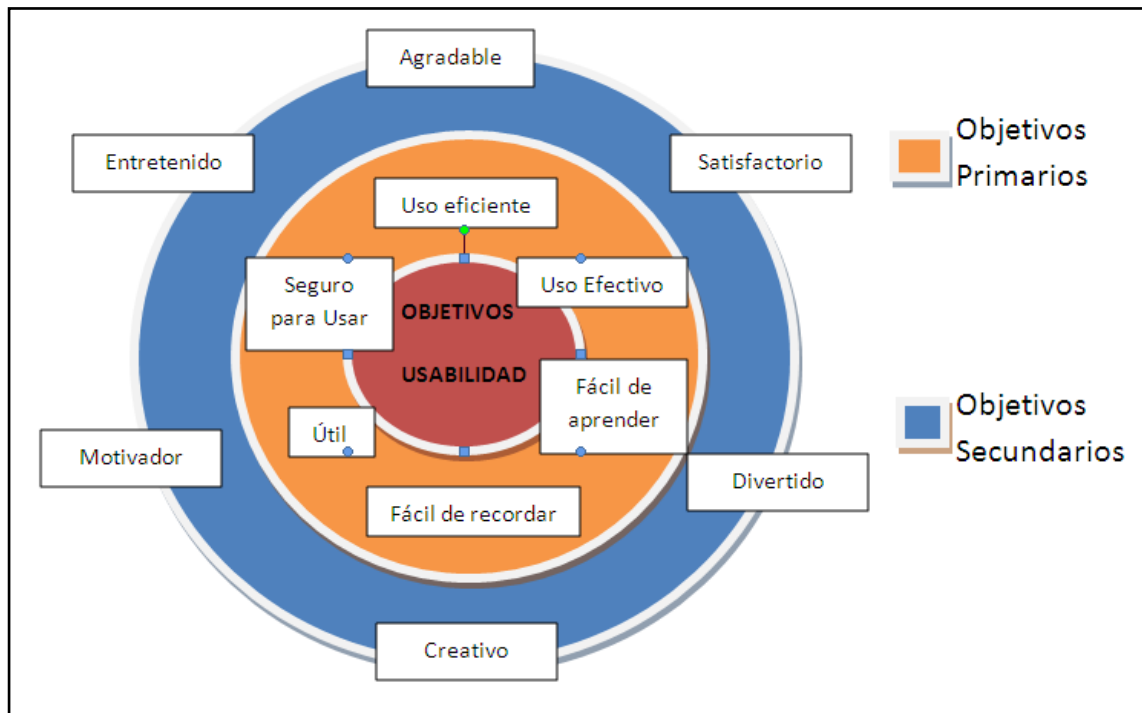 Agradable
Entretenido
Satisfactorio
Objetivos
Primarios
Uso eficiente
Seguro
para Usar
Uso Efectivo
OBJETIVOS
USABILIDAD
Fácil de
aprender
Útil
Fácil de recordar
Motivador
Divertido
Creativo
Objetivos
Secundarios